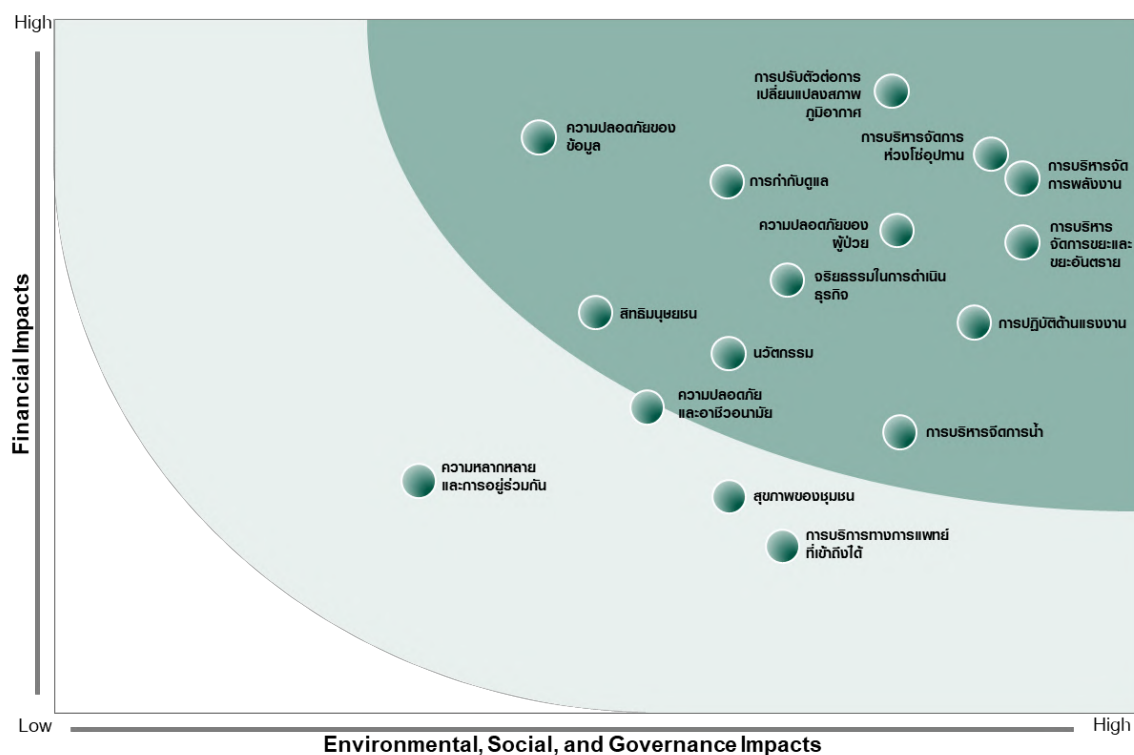 High
การปรับตัวต่อการ
เปลี่ยนแปลงสภาพ
ภูมิอากาศ
ความปลอดภัยของ
ข้อมูล
การบริหารจัดการ
ห่วงโซ่อุปทาน
การบริหารจัด
การพลังงาน
การกำกับดูแล
ความปลอดภัยของ
ผู้ป่วย
การบริหาร
จัดการขยะและ
ขยะอันตราย
จริยธรรมในการดำเนิน
ธุรกิจ
สิทธิมนุษยชน
การปฏิบัติด้านแรงงาน
นวัตกรรม
ความปลอดภัย
และอาชีวอนามัย
การบริหารจัดการน้ำ
ความหลากหลาย
และการอยู่ร่วมกัน
สุขภาพของชุมชน
การบริการทางการแพทย์
ที่เข้าถึงได้
Financial Impacts
Low
High
Environmental, Social, and Governance Impacts